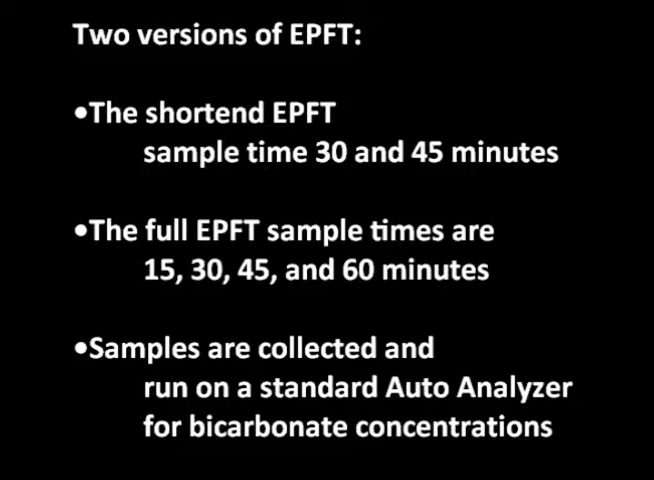 Two versions of EPFT:
•The shortend EPFT
sample time 30 and 45 minutes
•The full EPFT sample times are
15, 30, 45, and 60 minutes
•Samples are collected and
run on a standard Auto Analyzer
for bicarbonate concentrations